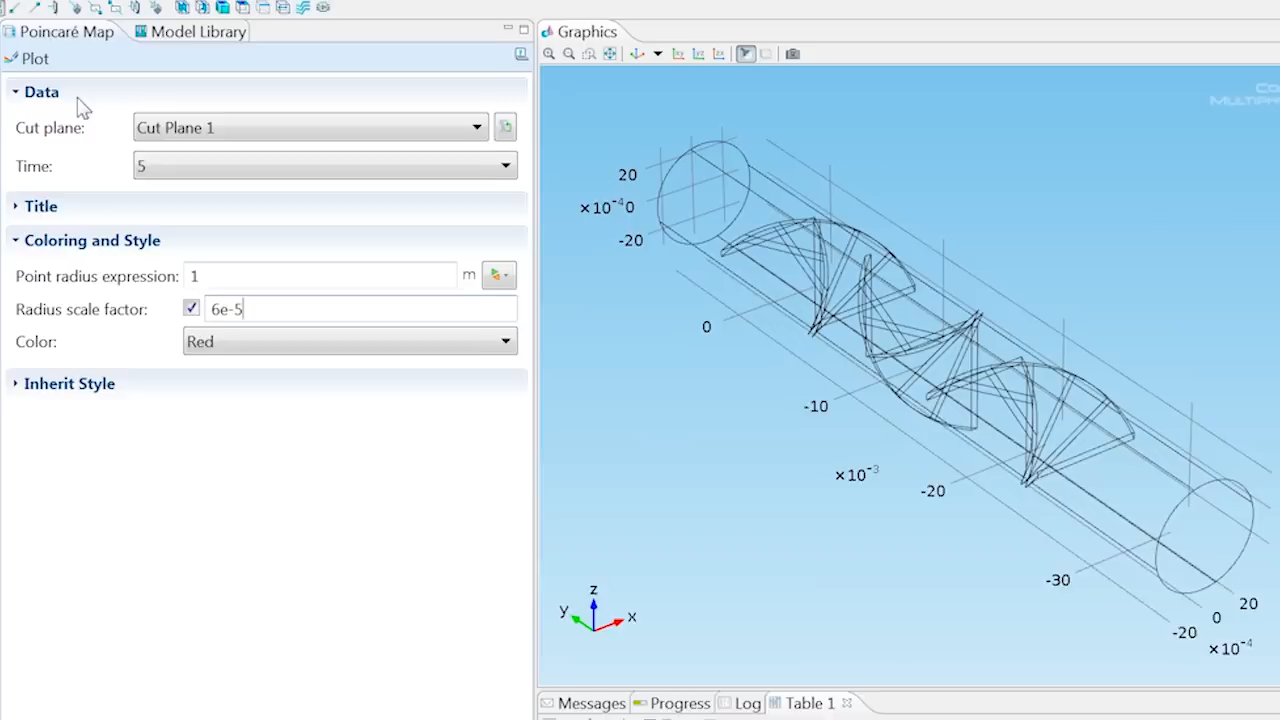 Poincaré Map
Model Library
Plot
Data
Cut plane:
Cut Plane 1
Time:
5
Title
Coloring and Style
Point radius expression:
1
m
Radius scale factor:
6e-5
Color:
Red
Inherit Style
Graphics
20
×10⁻⁴
0
-20
0
-10
×10⁻³
-20
-30
20
0
-20
×10⁻⁴
z
y
x
Messages
Progress
Log
Table 1